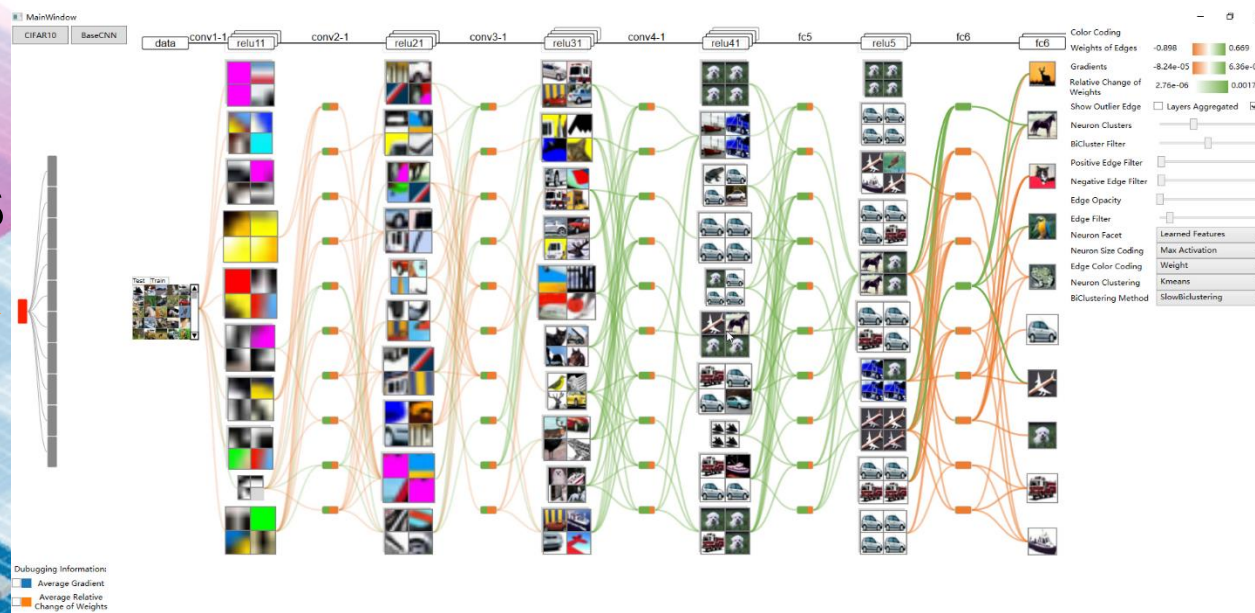 MainWindow
CIFAR10
BaseCNN
data
conv1-1
relu11
conv2-1
relu21
conv3-1
relu31
conv4-1
relu41
fc5
relu5
fc6
fc6
Test
Train
Color Coding
Weights of Edges
-0.898
0.669
Gradients
-8.24e-05
Relative Change of
Weights
2.76e-06
0.0017
Show Outlier Edge
Layers Aggregated
Neuron Clusters
BiCluster Filter
Positive Edge Filter
Negative Edge Filter
Edge Opacity
Edge Filter
Neuron Facet
Learned Features
Neuron Size Coding
Max Activation
Edge Color Coding
Weight
Neuron Clustering
Kmeans
BiClustering Method
SlowBiclustering
Dubugging Information:
Average Gradient
Average Relative
Change of Weights